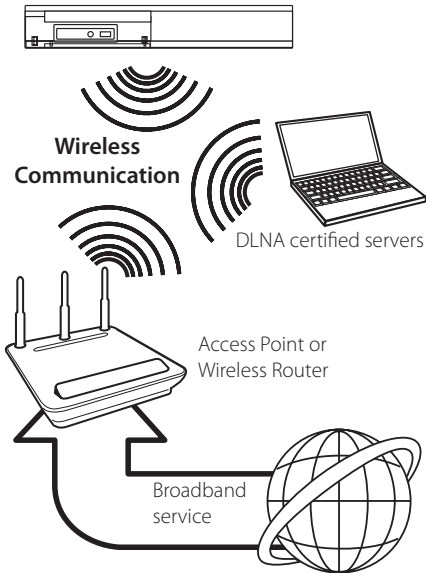 Wireless
Communication
DLNA certified servers
Access Point or
Wireless Router
Broadband
service